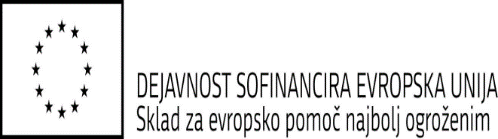 DEJAVNOST SOFINANCIRA EVROPSKA UNIJA
Sklad za evropsko pomoč najbolj ogroženim